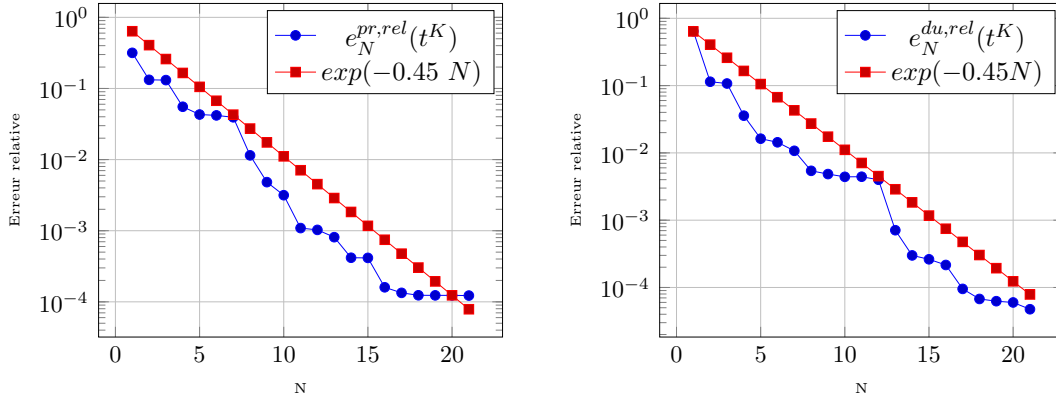 10^0
10^{-1}
10^{-2}
10^{-3}
10^{-4}
0 5 10 15 20
N
Erreur relative
e_N^{pr,rel}(t^K)
exp(−0.45 N)
10^0
10^{-1}
10^{-2}
10^{-3}
10^{-4}
0 5 10 15 20
N
Erreur relative
e_N^{du,rel}(t^K)
exp(−0.45N)